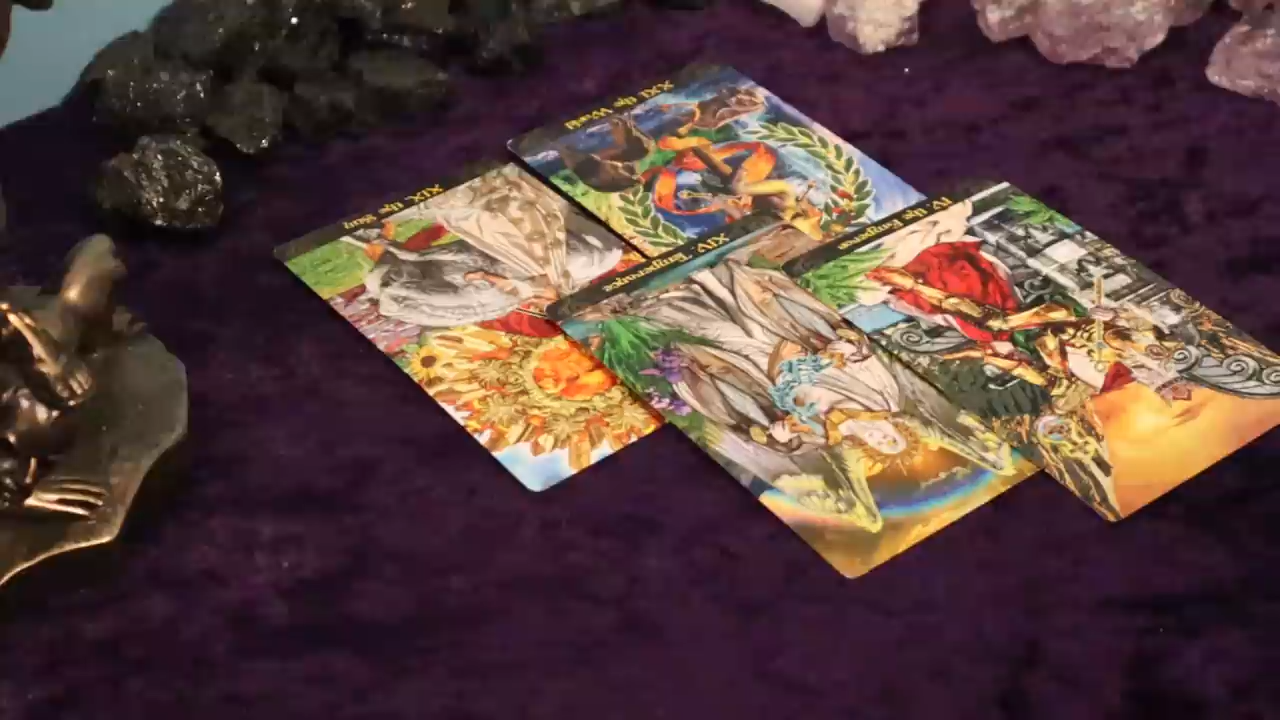 XXI the World
XIX the Sun
XIV Temperance
IV the Emperor